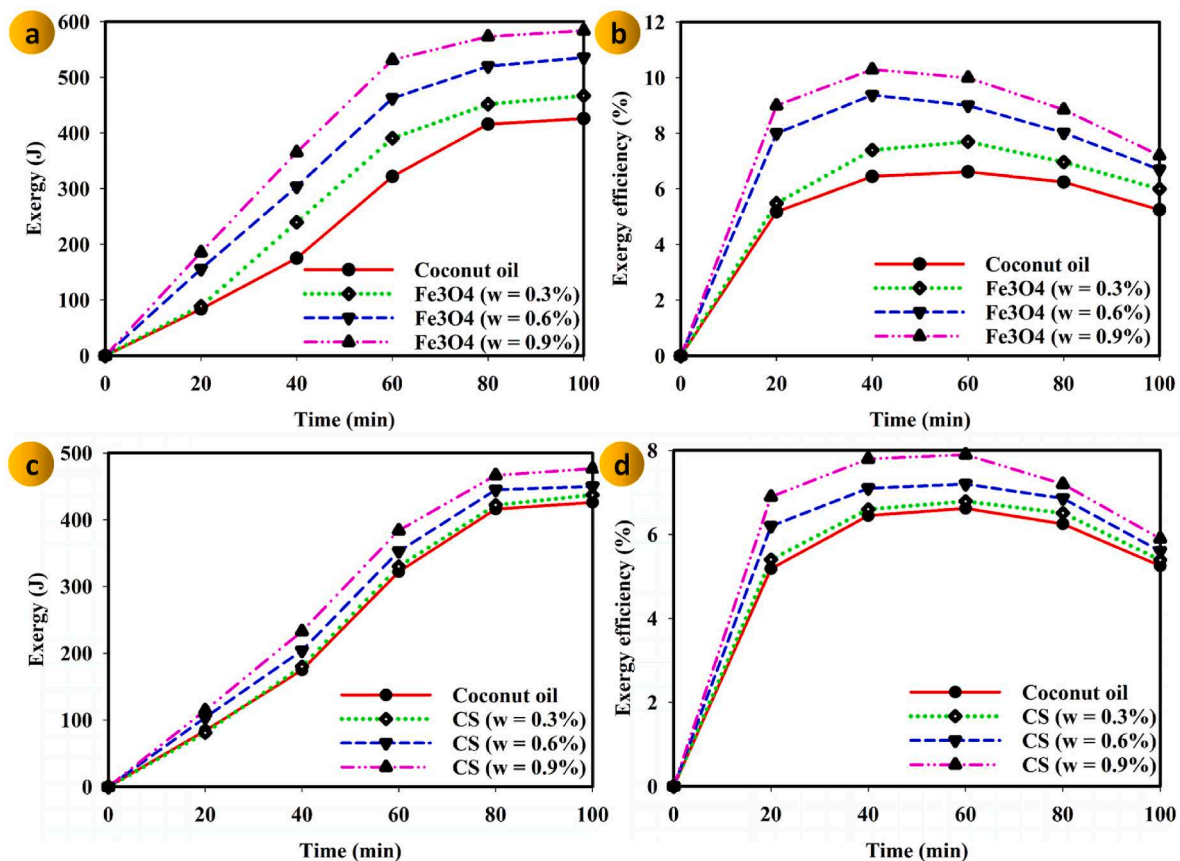 a
600
500
400
300
200
100
0
Exergy (J)
Coconut oil
Fe3O4 (w = 0.3%)
Fe3O4 (w = 0.6%)
Fe3O4 (w = 0.9%)
0 20 40 60 80 100
Time (min)
b
12
10
8
6
4
2
0
Exergy efficiency (%)
Coconut oil
Fe3O4 (w = 0.3%)
Fe3O4 (w = 0.6%)
Fe3O4 (w = 0.9%)
0 20 40 60 80 100
Time (min)
c
500
400
300
200
100
0
Exergy (J)
Coconut oil
CS (w = 0.3%)
CS (w = 0.6%)
CS (w = 0.9%)
0 20 40 60 80 100
Time (min)
d
8
6
4
2
0
Exergy efficiency (%)
Coconut oil
CS (w = 0.3%)
CS (w = 0.6%)
CS (w = 0.9%)
0 20 40 60 80 100
Time (min)